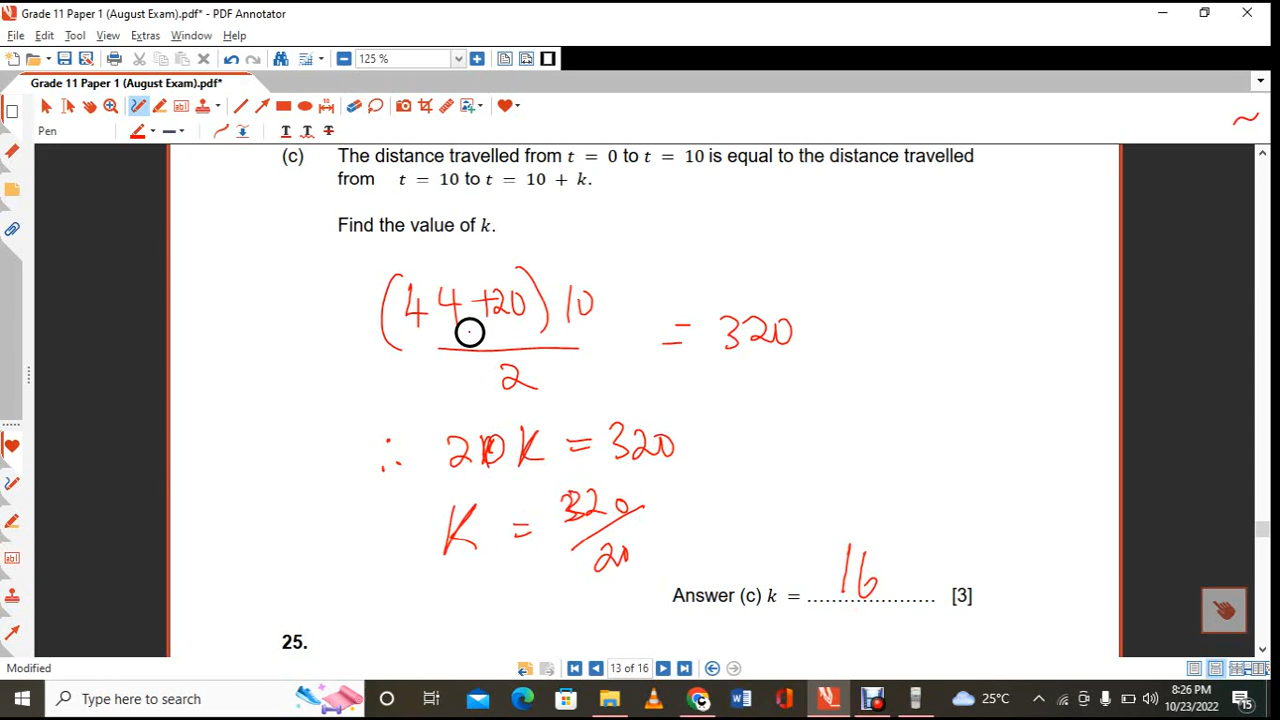 Grade 11 Paper 1 (August Exam).pdf* - PDF Annotator
File Edit Tool View Extras Window Help
125 %
Grade 11 Paper 1 (August Exam).pdf*
Pen
(c) The distance travelled from t = 0 to t = 10 is equal to the distance travelled
from t = 10 to t = 10 + k.
Find the value of k.
(44+20) 10
= 320
2
∴ 20K = 320
K = 320/20
16
Answer (c) k = ...................... [3]
25.
Modified
13 of 16
Type here to search
25°C
8:26 PM
10/23/2022
15